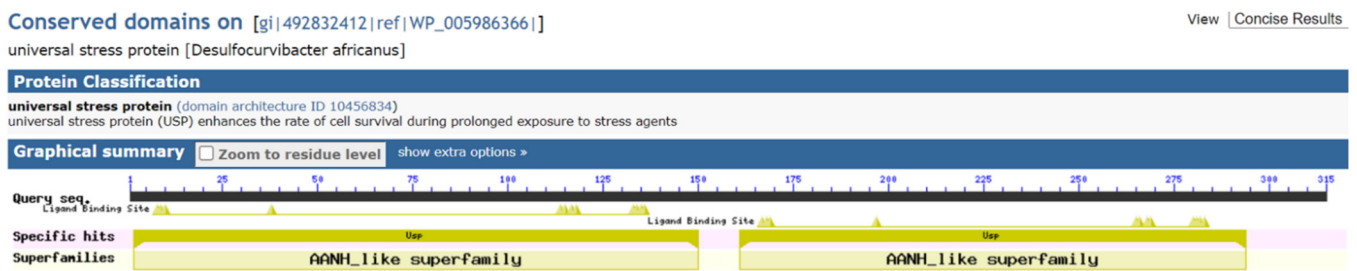 Conserved domains on [gi|492832412|ref|WP_005986366|]
View Concise Results
universal stress protein [Desulfocurvibacter africanus]
Protein Classification
universal stress protein (domain architecture ID 10456834)
universal stress protein (USP) enhances the rate of cell survival during prolonged exposure to stress agents
Graphical summary Zoom to residue level show extra options »
1 25 50 75 100 125 150 175 200 225 250 275 300 315
Query seq.
Ligand Binding Site
Ligand Binding Site
Specific hits Usp Usp
Superfamilies AANH_like superfamily AANH_like superfamily